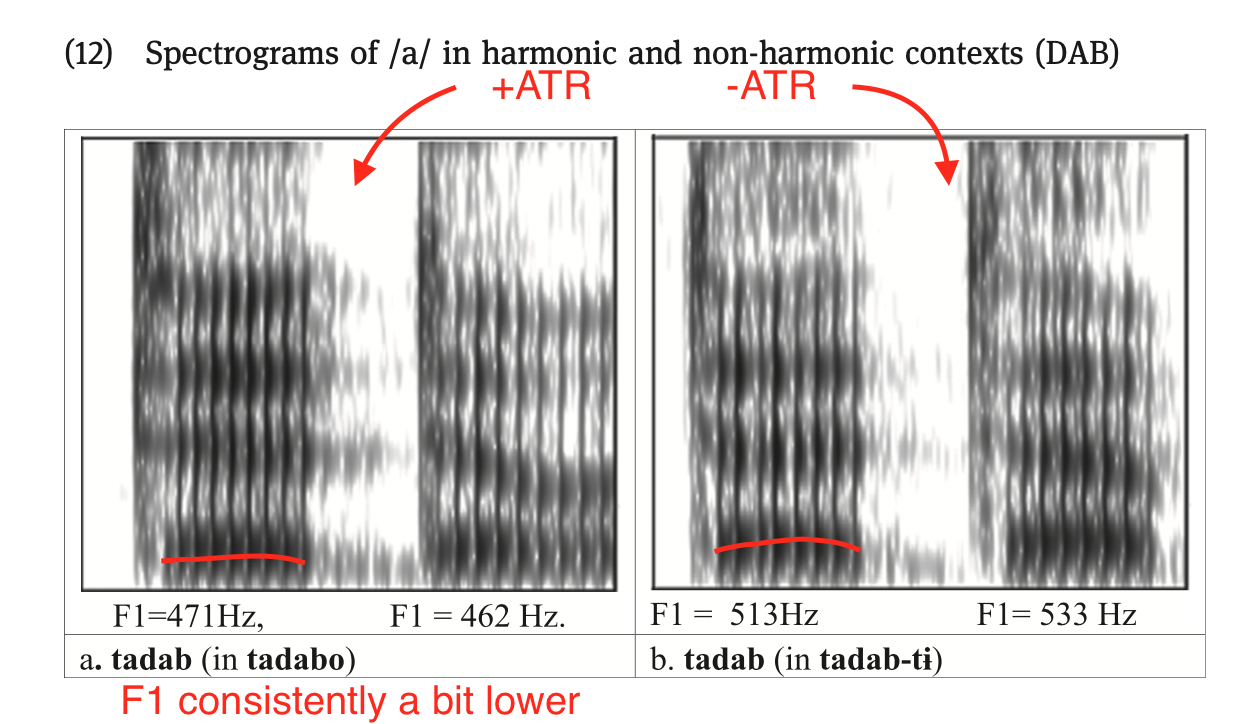 (12) Spectrograms of /a/ in harmonic and non-harmonic contexts (DAB)
+ATR
-ATR
F1=471Hz,
F1 = 462 Hz.
F1 = 513Hz
F1= 533 Hz
a. tadab (in tadabo)
b. tadab (in tadab-tɨ)
F1 consistently a bit lower